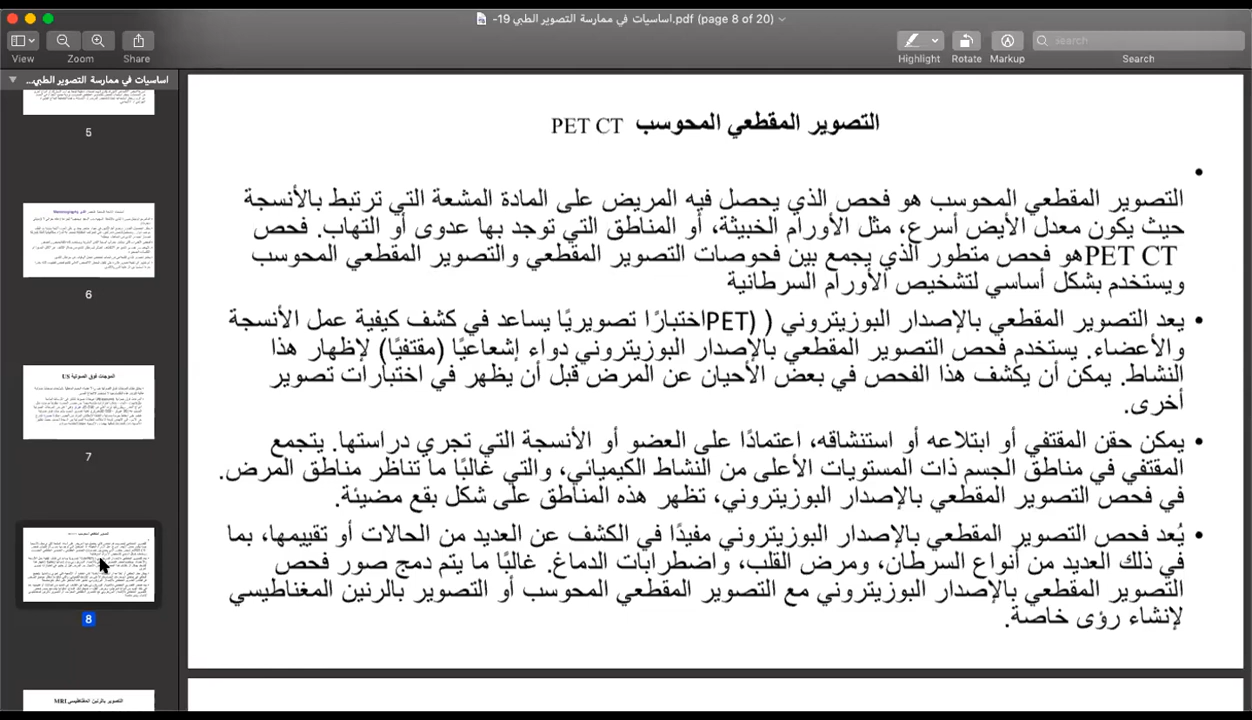 اساسيات في ممارسة التصوير الطبي 19-.pdf (page 8 of 20)
View
Zoom
Share
Highlight
Rotate
Markup
Search
Search
اساسيات في ممارسة التصوير الطبي...
5
6
الموجات فوق الصوتية US
7
8
التصوير بالرنين المغناطيسي MRI
التصوير المقطعي المحوسب PET CT
•
التصوير المقطعي المحوسب هو فحص الذي يحصل فيه المريض على المادة المشعة التي ترتبط بالأنسجة
حيث يكون معدل الأيض أسرع، مثل الأورام الخبيثة، أو المناطق التي توجد بها عدوى أو التهاب. فحص
PET CTهو فحص متطور الذي يجمع بين فحوصات التصوير المقطعي والتصوير المقطعي المحوسب
ويستخدم بشكل أساسي لتشخيص الأورام السرطانية
• يعد التصوير المقطعي بالإصدار البوزيتروني ( (PETاختبارًا تصويريًا يساعد في كشف كيفية عمل الأنسجة
والأعضاء. يستخدم فحص التصوير المقطعي بالإصدار البوزيتروني دواء إشعاعيًا (مقتفيًا) لإظهار هذا
النشاط. يمكن أن يكشف هذا الفحص في بعض الأحيان عن المرض قبل أن يظهر في اختبارات تصوير
أخرى.
• يمكن حقن المقتفي أو ابتلاعه أو استنشاقه، اعتمادًا على العضو أو الأنسجة التي تجري دراستها. يتجمع
المقتفي في مناطق الجسم ذات المستويات الأعلى من النشاط الكيميائي، والتي غالبًا ما تناظر مناطق المرض.
في فحص التصوير المقطعي بالإصدار البوزيتروني، تظهر هذه المناطق على شكل بقع مضيئة.
• يُعد فحص التصوير المقطعي بالإصدار البوزيتروني مفيدًا في الكشف عن العديد من الحالات أو تقييمها، بما
في ذلك العديد من أنواع السرطان، ومرض القلب، واضطرابات الدماغ. غالبًا ما يتم دمج صور فحص
التصوير المقطعي بالإصدار البوزيتروني مع التصوير المقطعي المحوسب أو التصوير بالرنين المغناطيسي
لإنشاء رؤى خاصة.